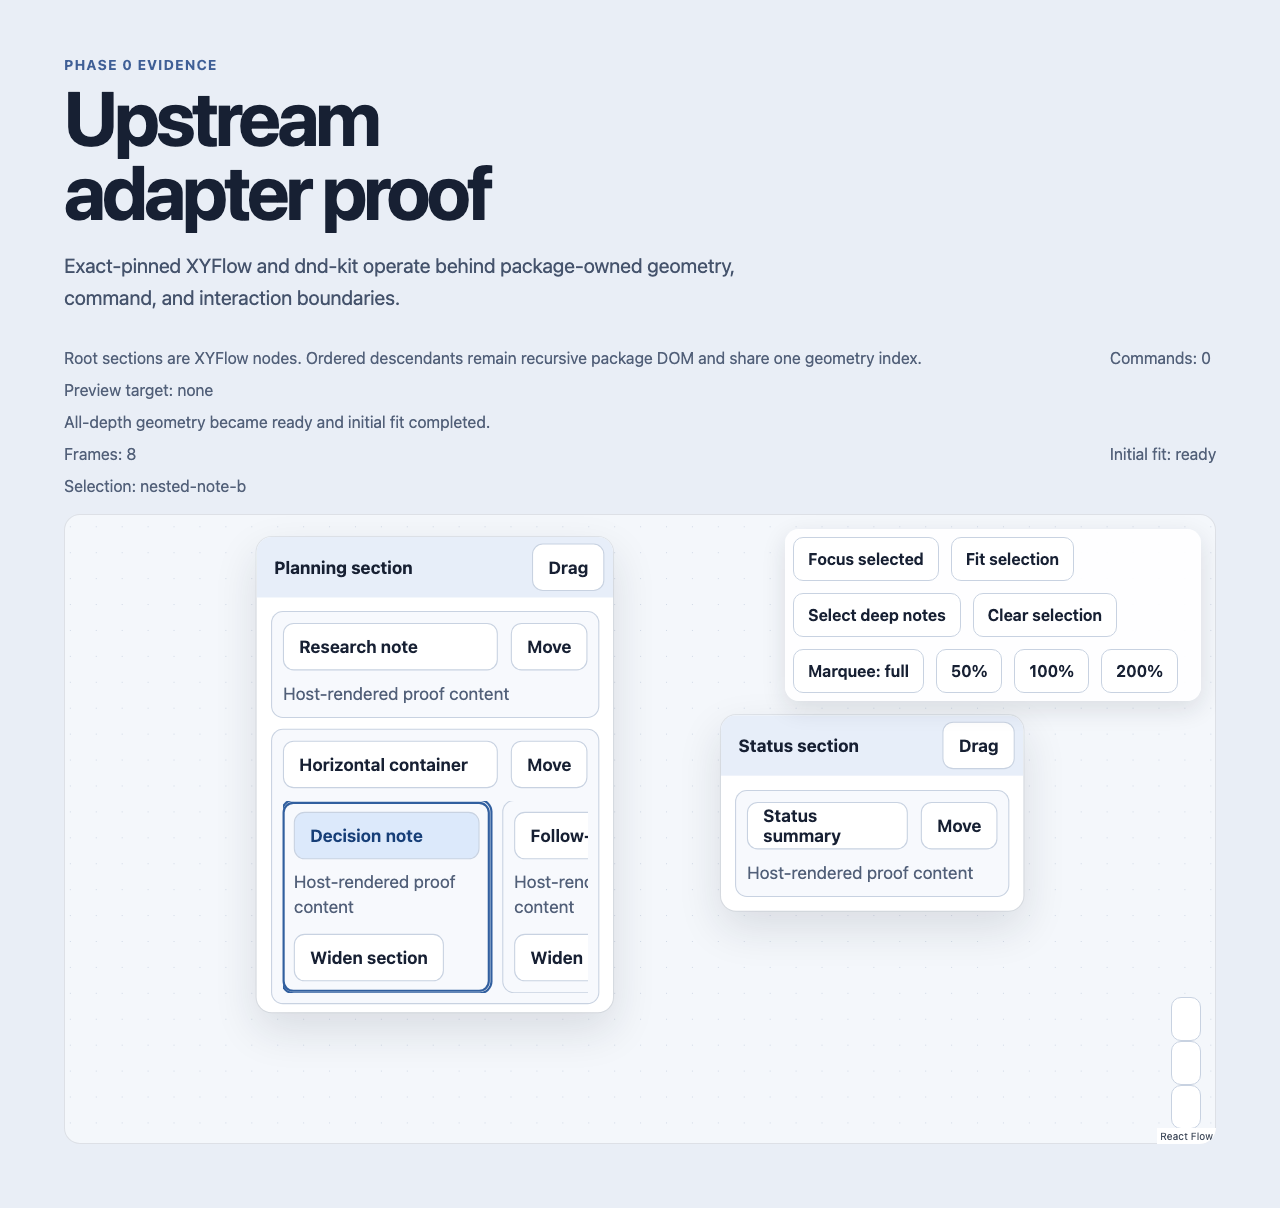 PHASE 0 EVIDENCE
Upstream
adapter proof
Exact-pinned XYFlow and dnd-kit operate behind package-owned geometry,
command, and interaction boundaries.
Root sections are XYFlow nodes. Ordered descendants remain recursive package DOM and share one geometry index.
Commands: 0
Preview target: none
All-depth geometry became ready and initial fit completed.
Frames: 8
Initial fit: ready
Selection: nested-note-b
Planning section
Drag
Research note
Move
Host-rendered proof content
Horizontal container
Move
Decision note
Host-rendered proof
content
Widen section
Follow-
Host-rend
content
Widen
Focus selected
Fit selection
Select deep notes
Clear selection
Marquee: full
50%
100%
200%
Status section
Drag
Status
summary
Move
Host-rendered proof content
React Flow